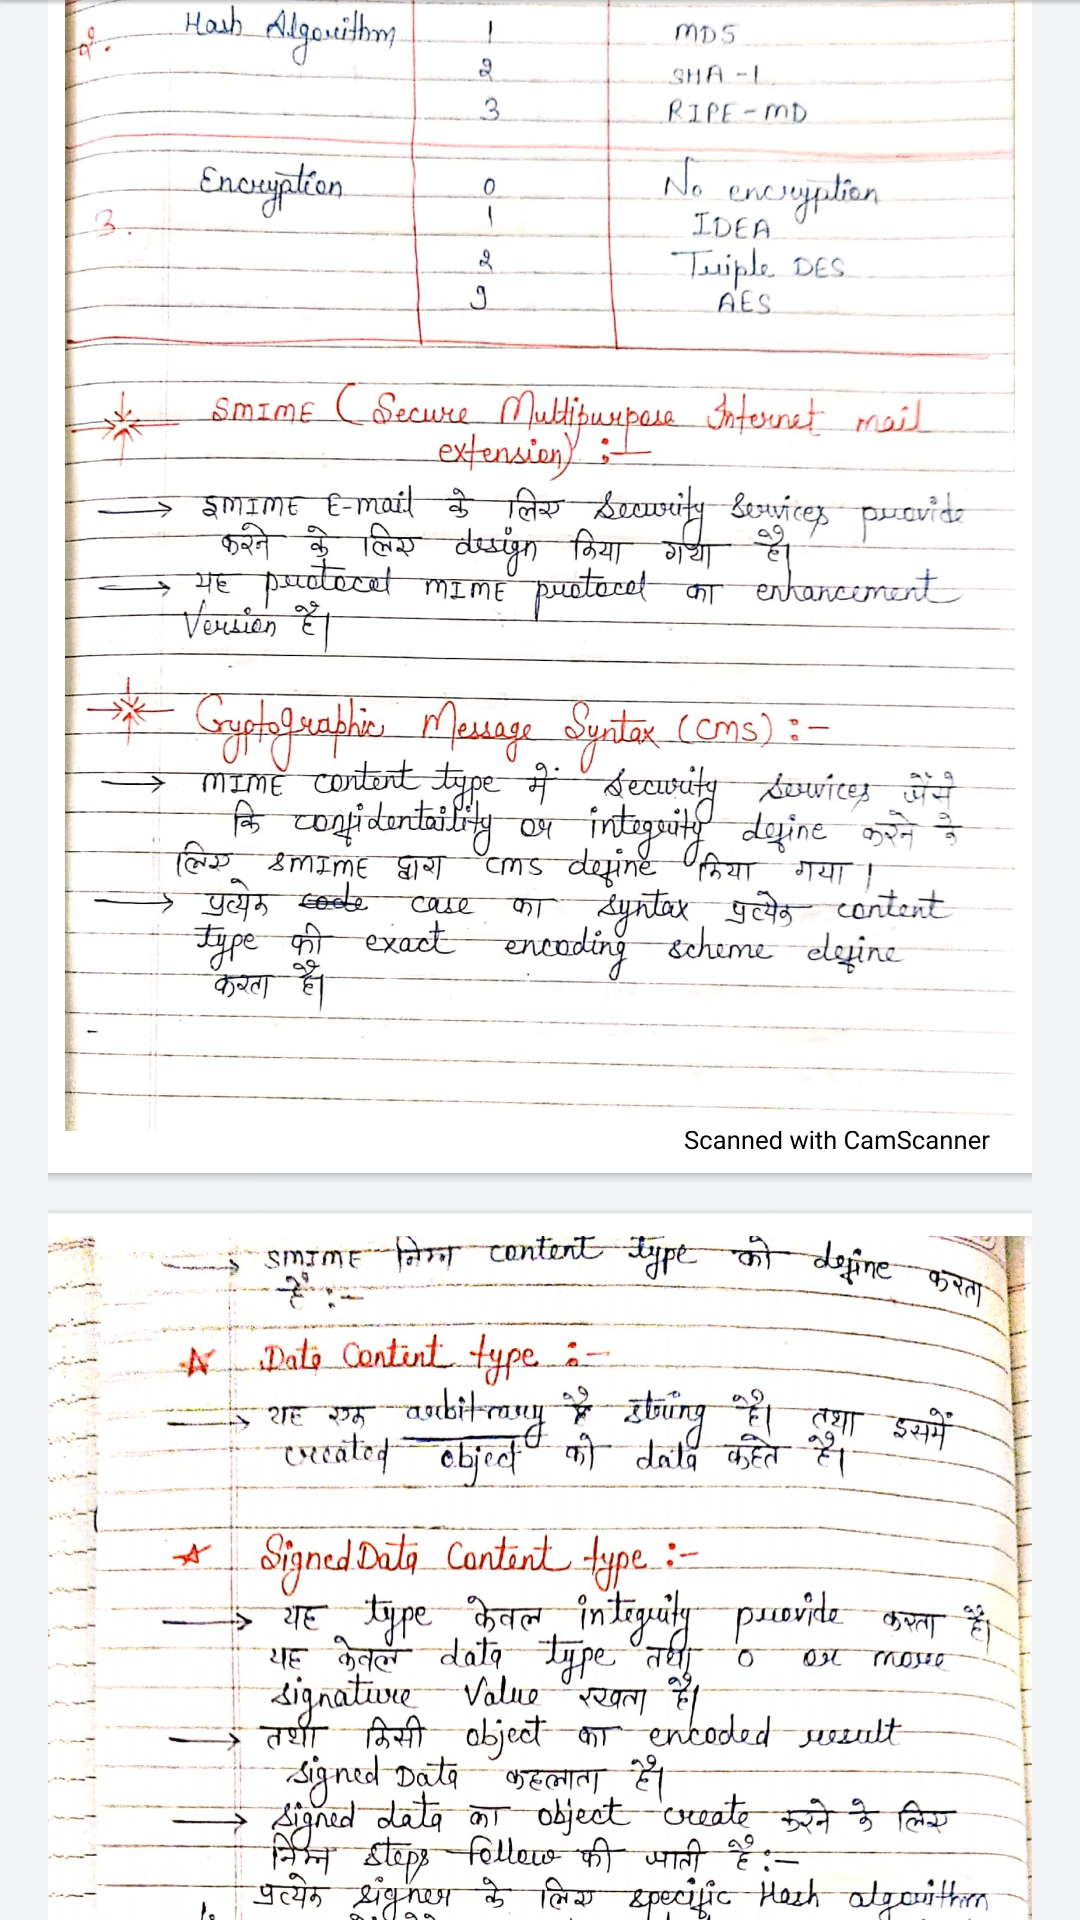 2. Hash Algorithm 1 MD5
2 SHA-1
3 RIPE-MD
Encryption 0 No encryption
3. 1 IDEA
2 Triple DES
9 AES
SMIME (Secure Multipurpose Internet mail
extension) :-
→ SMIME E-mail के लिए Security Services provide
करने के लिए design किया गया है।
→ यह protocol MIME protocol का enhancement
Version है।
Cryptographic Message Syntax (CMS) :-
→ MIME content type में security services जैसे
कि confidentaility or integrity define करने के
लिए SMIME द्वारा CMS define किया गया।
→ प्रत्येक code case का syntax प्रत्येक content
type की exact encoding scheme define
करता है।
Scanned with CamScanner
→ SMIME निम्न content type को define करता
है :-
☆ Data Content type :-
→ यह एक arbitrary string है। तथा इसमें
created object को data कहते है।
☆ Signed Data Content type :-
→ यह type केवल integrity provide करता है।
यह केवल data type तथा 0 or more
signature Value रखता है।
→ तथा किसी object का encoded result
signed Data कहलाता है।
→ signed data का object create करने के लिए
निम्न steps follow की जाती है :-
1. प्रत्येक signer के लिए specific Hash algorithm